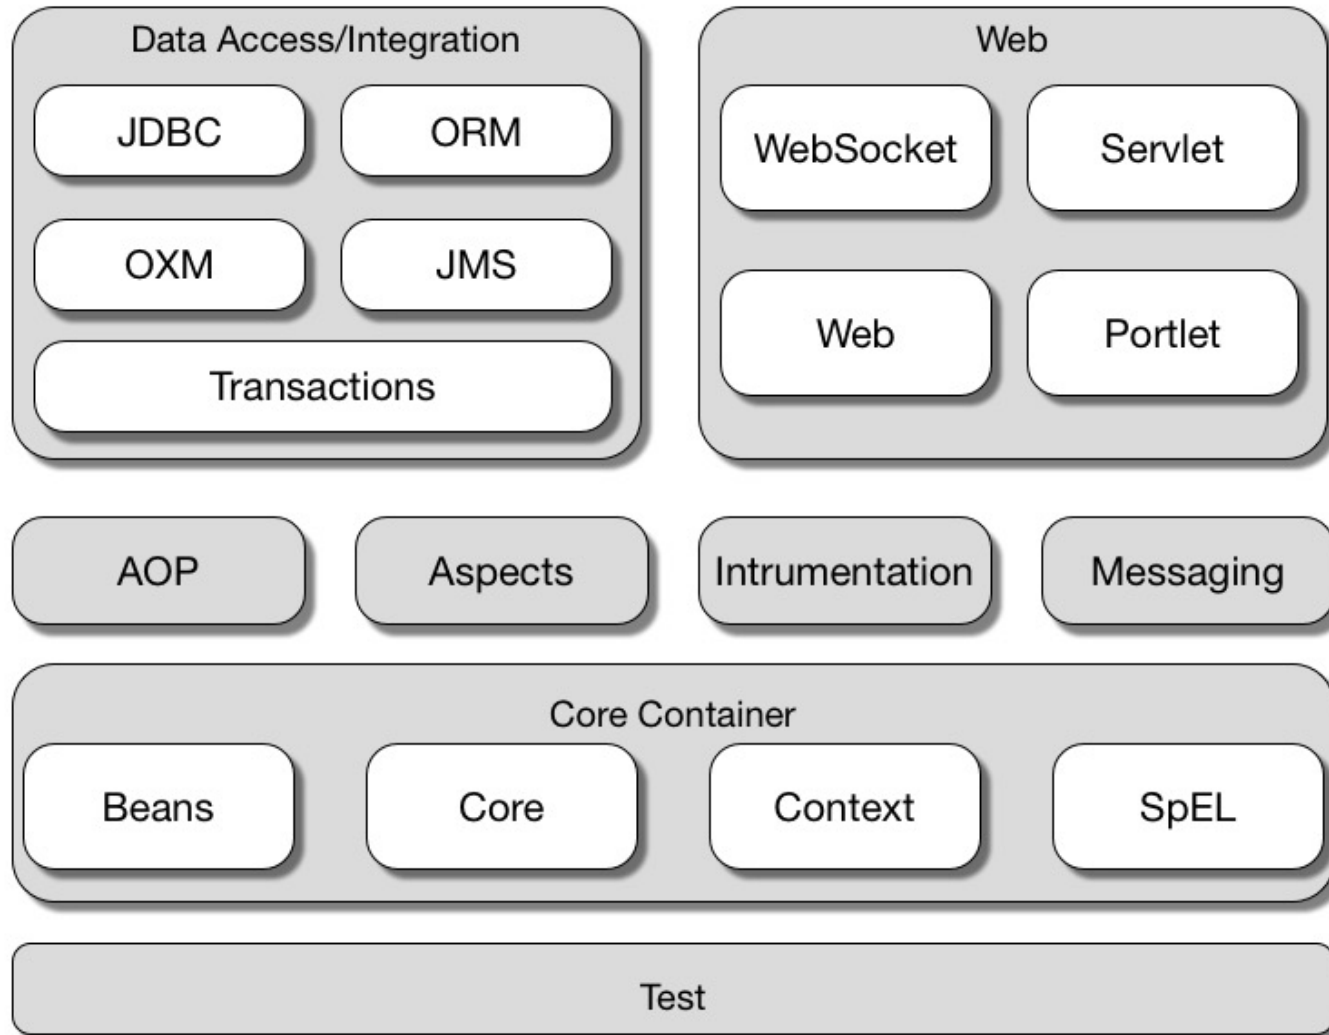 Data Access/Integration
JDBC
ORM
OXM
JMS
Transactions
Web
WebSocket
Servlet
Web
Portlet
AOP
Aspects
Intrumentation
Messaging
Core Container
Beans
Core
Context
SpEL
Test